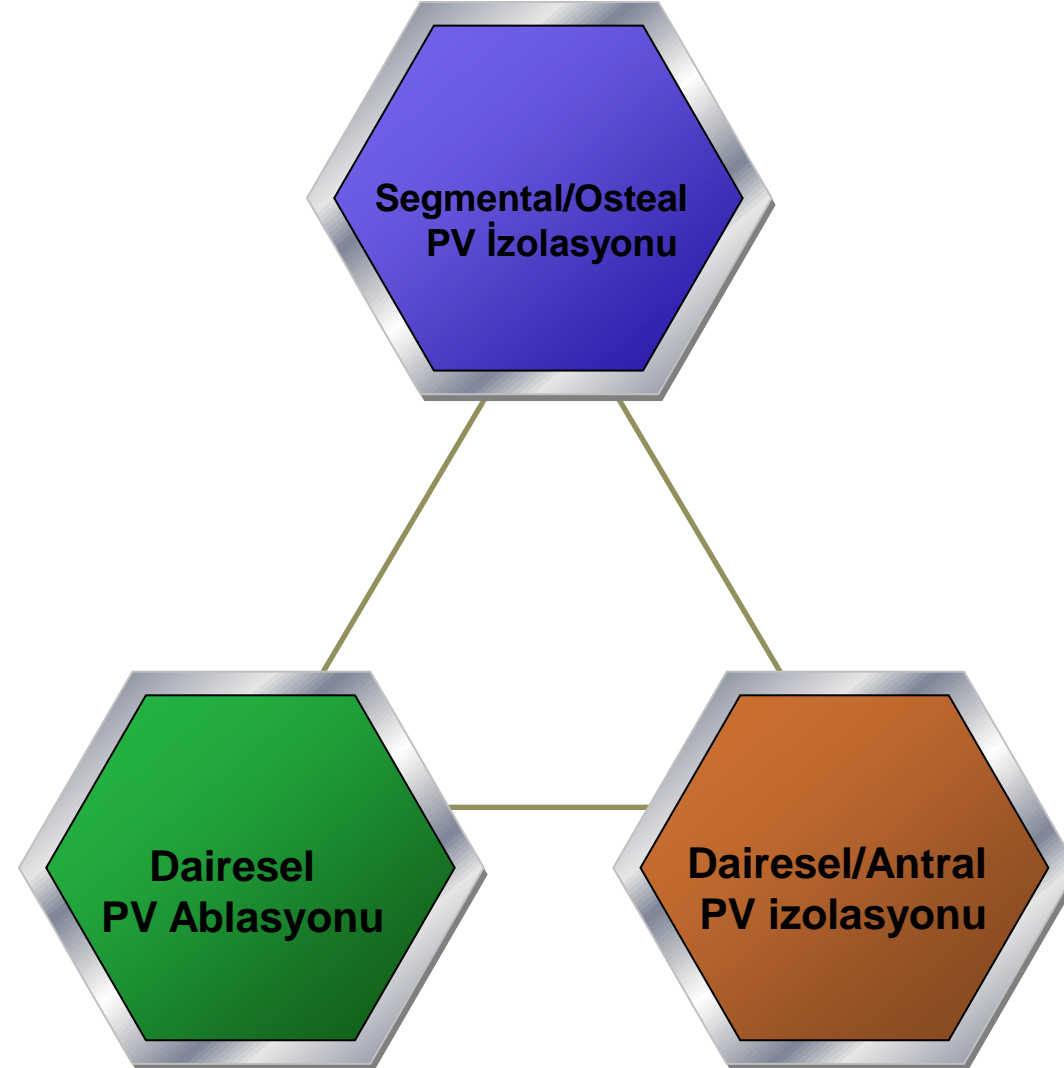 Segmental/Osteal
PV İzolasyonu
Dairesel
PV Ablasyonu
Dairesel/Antral
PV izolasyonu